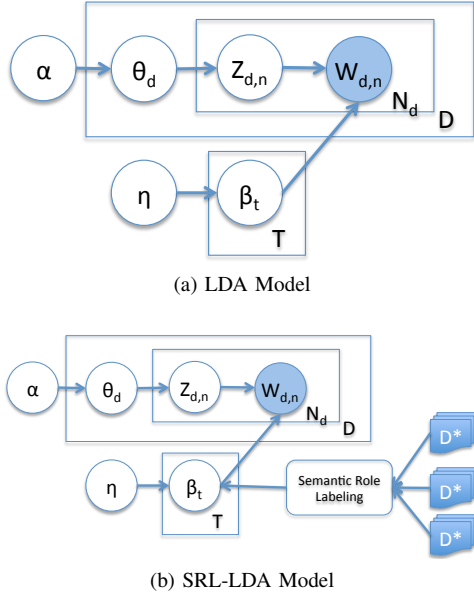 α θd Zd,n Wd,n
Nd
D
η βt
T
(a) LDA Model
α θd Zd,n Wd,n
Nd
D
D*
η βt
T
Semantic Role
Labeling
D*
D*
(b) SRL-LDA Model